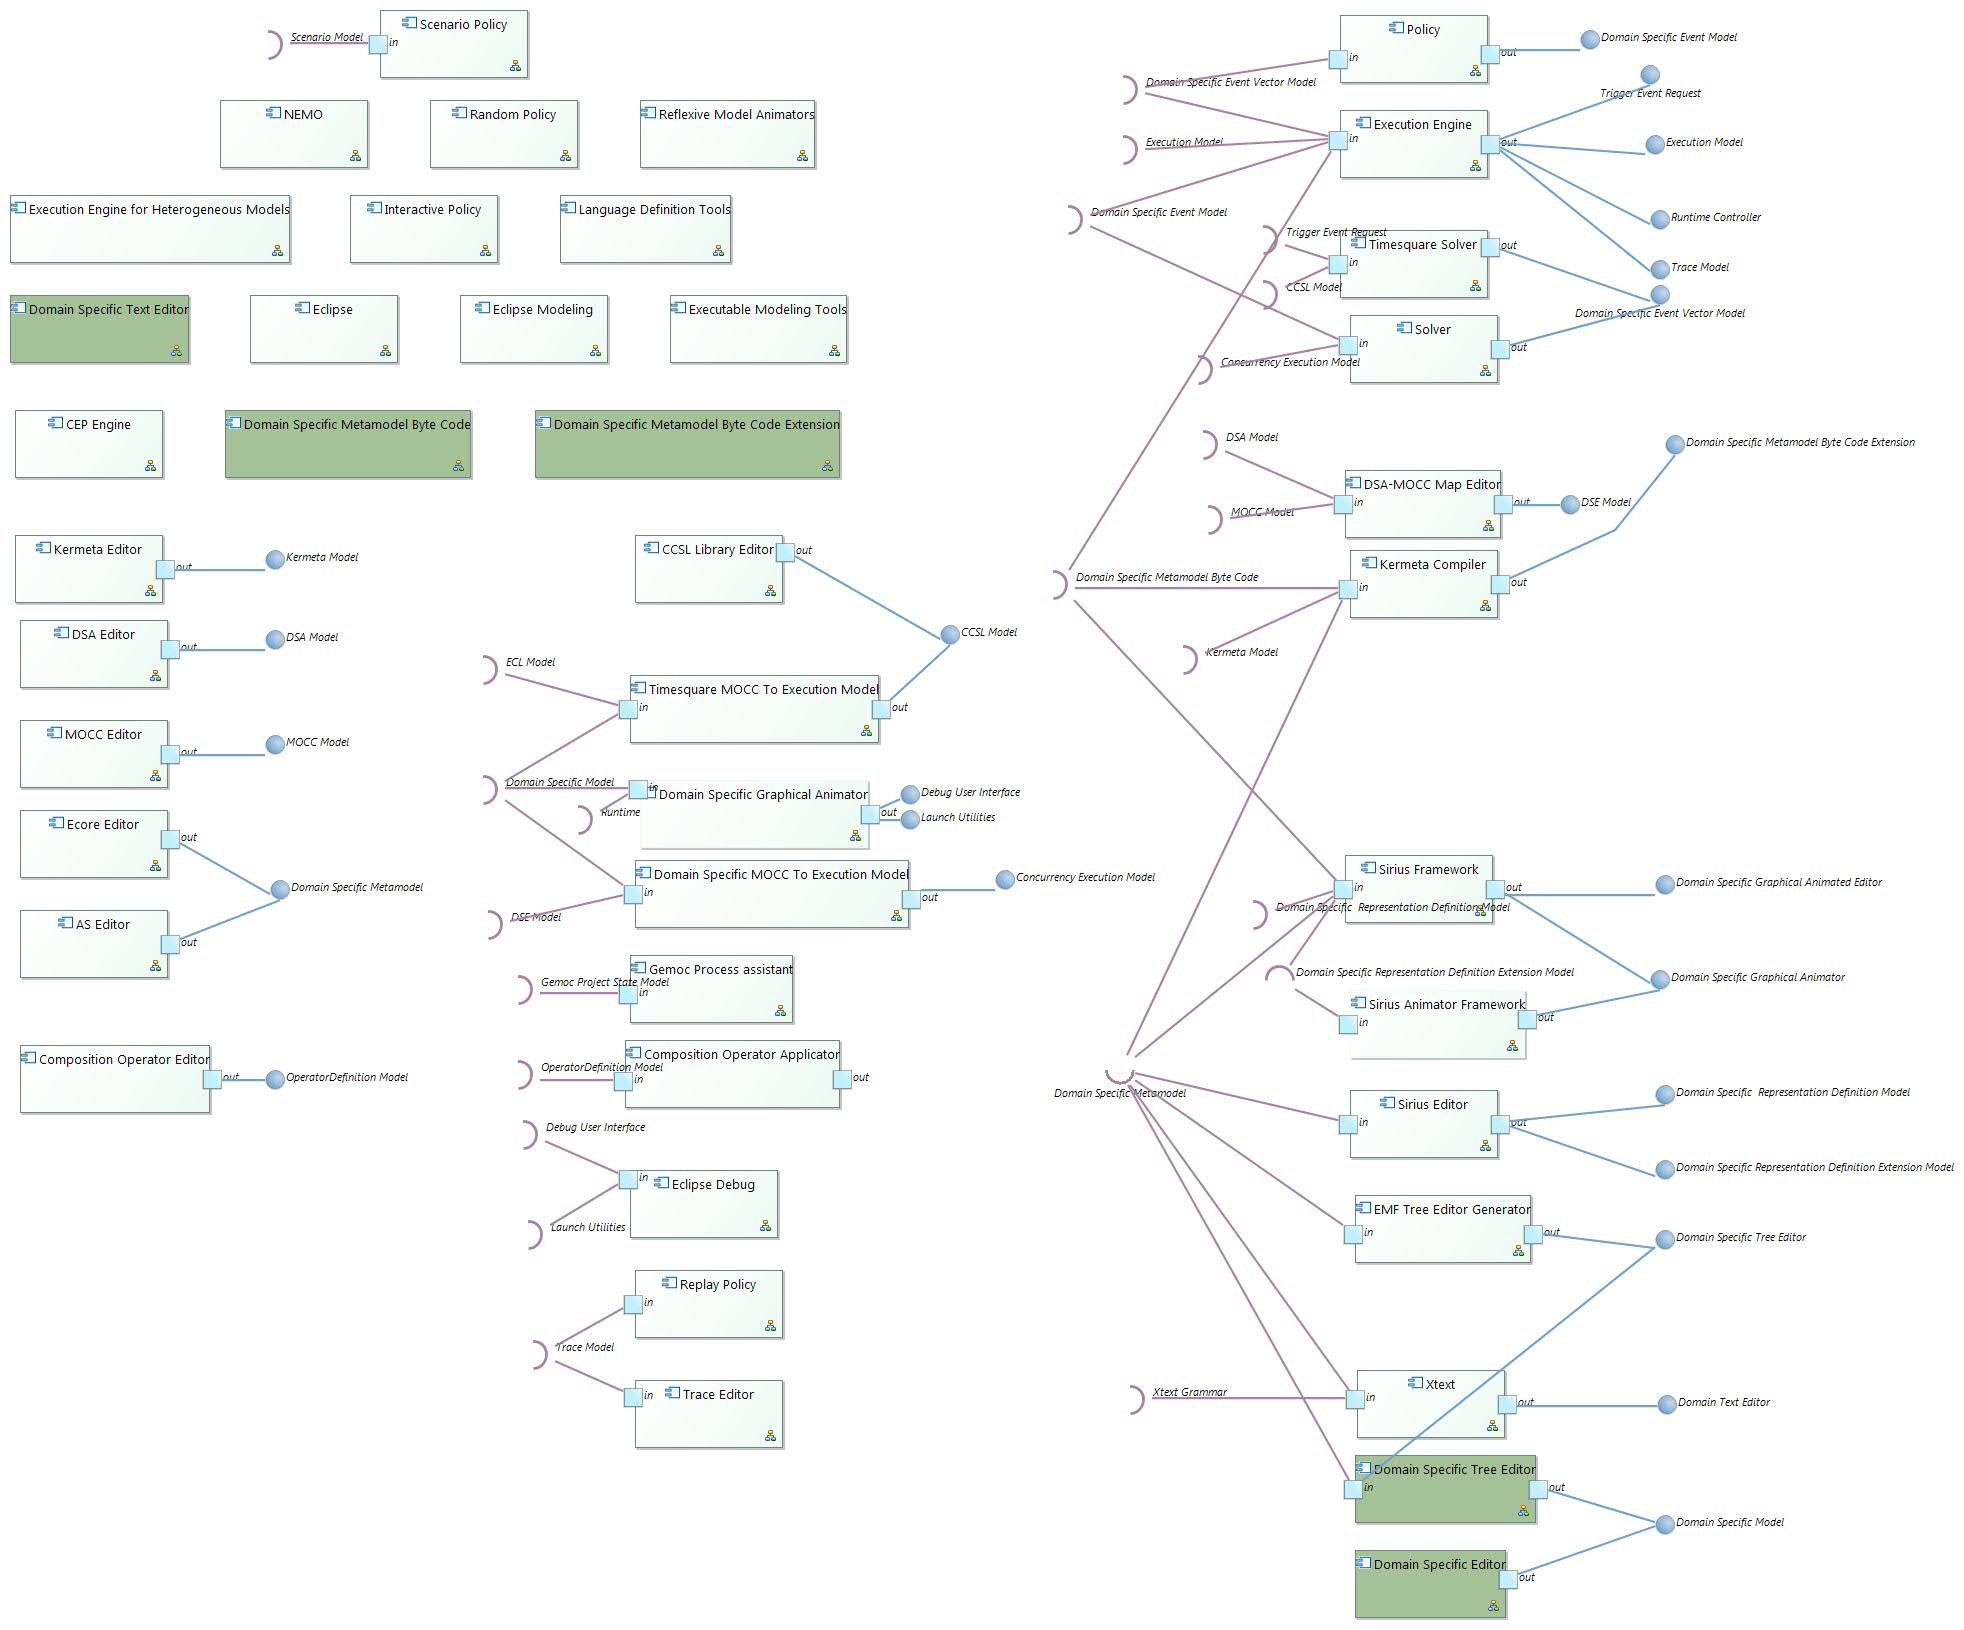 Scenario Model
in
Scenario Policy
NEMO
Random Policy
Reflexive Model Animators
Execution Engine for Heterogeneous Models
Interactive Policy
Language Definition Tools
Domain Specific Text Editor
Eclipse
Eclipse Modeling
Executable Modeling Tools
CEP Engine
Domain Specific Metamodel Byte Code
Domain Specific Metamodel Byte Code Extension
Kermeta Editor
out
Kermeta Model
DSA Editor
out
DSA Model
MOCC Editor
out
MOCC Model
Ecore Editor
out
Domain Specific Metamodel
AS Editor
out
Composition Operator Editor
out
OperatorDefinition Model
CCSL Library Editor
out
CCSL Model
ECL Model
in
Timesquare MOCC To Execution Model
out
Domain Specific Model
in
Runtime
Domain Specific Graphical Animator
out
Debug User Interface
Launch Utilities
Domain Specific MOCC To Execution Model
in
out
Concurrency Execution Model
DSE Model
Gemoc Process assistant
Gemoc Project State Model
in
Composition Operator Applicator
OperatorDefinition Model
in
out
Debug User Interface
in
Eclipse Debug
Launch Utilities
Replay Policy
in
Trace Model
in
Trace Editor
Policy
in
out
Domain Specific Event Model
Domain Specific Event Vector Model
Trigger Event Request
Execution Engine
in
out
Execution Model
Execution Model
Domain Specific Event Model
Runtime Controller
Trigger Event Request
in
Timesquare Solver
out
Trace Model
CCSL Model
Domain Specific Event Vector Model
Solver
in
out
Concurrency Execution Model
DSA Model
Domain Specific Metamodel Byte Code Extension
DSA-MOCC Map Editor
in
out
DSE Model
MOCC Model
Kermeta Compiler
Domain Specific Metamodel Byte Code
in
out
Kermeta Model
Sirius Framework
in
out
Domain Specific Graphical Animated Editor
Domain Specific  Representation Definition Model
Domain Specific Representation Definition Extension Model
Domain Specific Graphical Animator
Sirius Animator Framework
in
out
Domain Specific Metamodel
Domain Specific  Representation Definition Model
Sirius Editor
in
out
Domain Specific Representation Definition Extension Model
EMF Tree Editor Generator
in
out
Domain Specific Tree Editor
Xtext Grammar
in
Xtext
out
Domain Text Editor
Domain Specific Tree Editor
in
out
Domain Specific Model
Domain Specific Editor
out